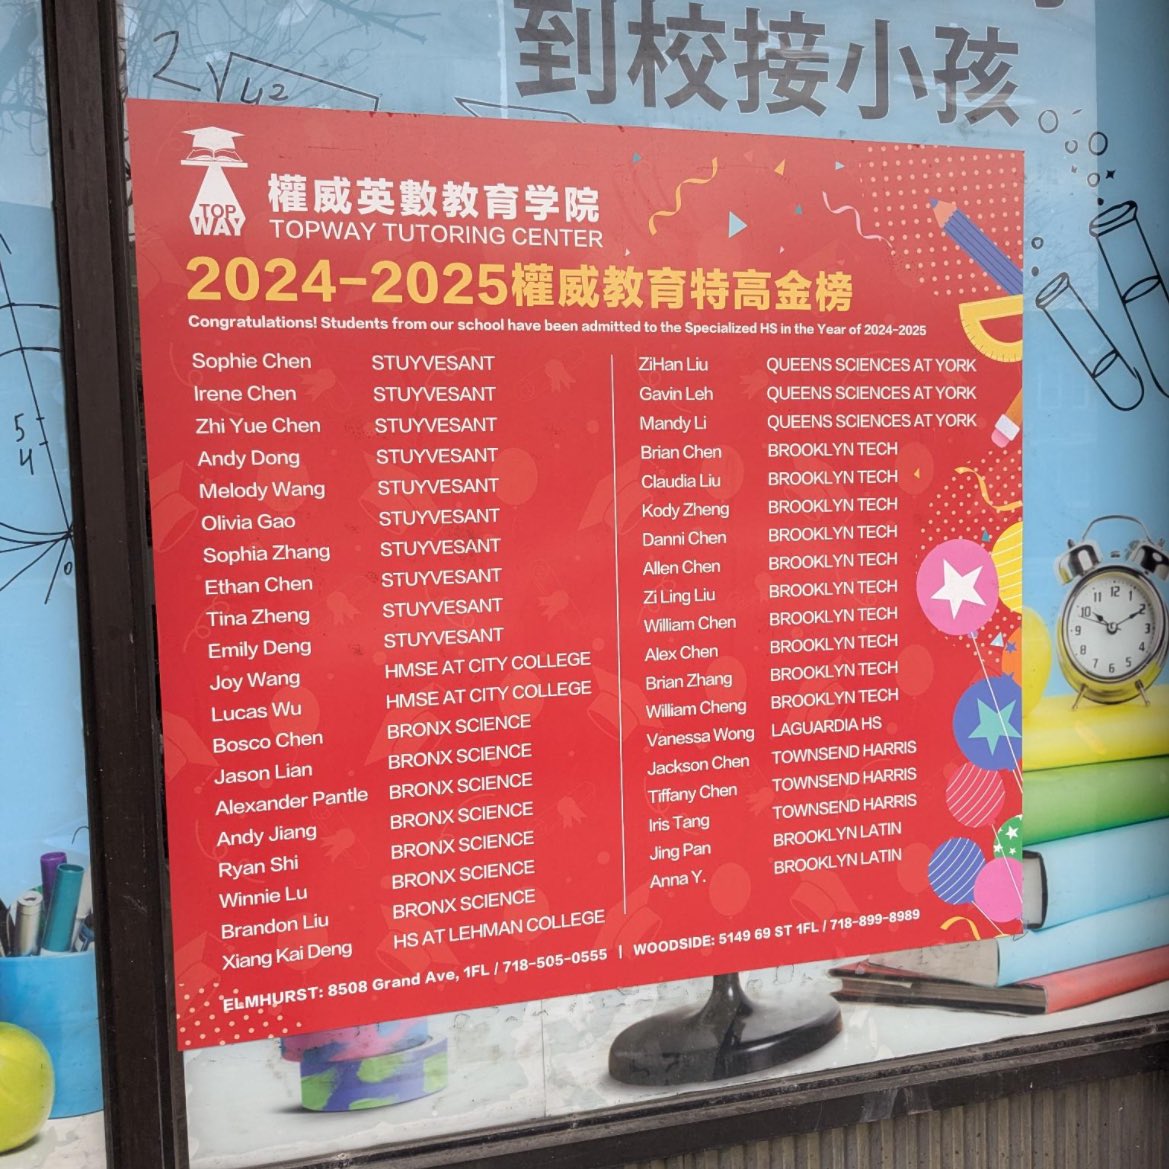 到校接小孩
2√4²
TOP
WAY
權威英數教育学院
TOPWAY TUTORING CENTER
2024-2025權威教育特高金榜
Congratulations! Students from our school have been admitted to the Specialized HS in the Year of 2024-2025
Sophie Chen STUYVESANT
Irene Chen STUYVESANT
Zhi Yue Chen STUYVESANT
Andy Dong STUYVESANT
Melody Wang STUYVESANT
Olivia Gao STUYVESANT
Sophia Zhang STUYVESANT
Ethan Chen STUYVESANT
Tina Zheng STUYVESANT
Emily Deng STUYVESANT
Joy Wang HMSE AT CITY COLLEGE
Lucas Wu HMSE AT CITY COLLEGE
Bosco Chen BRONX SCIENCE
Jason Lian BRONX SCIENCE
Alexander Pantle BRONX SCIENCE
Andy Jiang BRONX SCIENCE
Ryan Shi BRONX SCIENCE
Winnie Lu BRONX SCIENCE
Brandon Liu BRONX SCIENCE
Xiang Kai Deng HS AT LEHMAN COLLEGE
ZiHan Liu QUEENS SCIENCES AT YORK
Gavin Leh QUEENS SCIENCES AT YORK
Mandy Li QUEENS SCIENCES AT YORK
Brian Chen BROOKLYN TECH
Claudia Liu BROOKLYN TECH
Kody Zheng BROOKLYN TECH
Danni Chen BROOKLYN TECH
Allen Chen BROOKLYN TECH
Zi Ling Liu BROOKLYN TECH
William Chen BROOKLYN TECH
Alex Chen BROOKLYN TECH
Brian Zhang BROOKLYN TECH
William Cheng BROOKLYN TECH
Vanessa Wong LAGUARDIA HS
Jackson Chen TOWNSEND HARRIS
Tiffany Chen TOWNSEND HARRIS
Iris Tang TOWNSEND HARRIS
Jing Pan BROOKLYN LATIN
Anna Y. BROOKLYN LATIN
ELMHURST: 8508 Grand Ave, 1FL / 718-505-0555 | WOODSIDE: 5149 69 ST 1FL / 718-899-8989
5
4